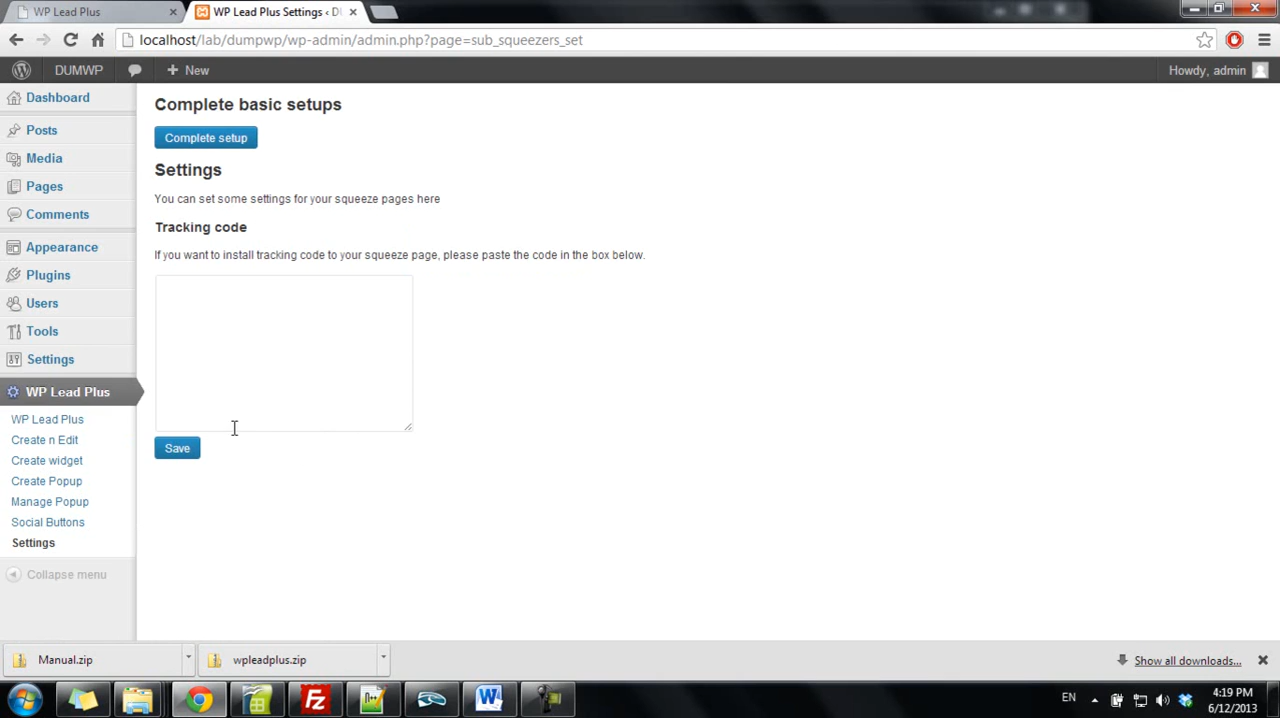 WP Lead Plus
WP Lead Plus Settings ‹ DU
localhost/lab/dumpwp/wp-admin/admin.php?page=sub_squeezers_set
DUMWP
New
Howdy, admin
Dashboard
Posts
Media
Pages
Comments
Appearance
Plugins
Users
Tools
Settings
WP Lead Plus
WP Lead Plus
Create n Edit
Create widget
Create Popup
Manage Popup
Social Buttons
Settings
Collapse menu
Complete basic setups
Complete setup
Settings
You can set some settings for your squeeze pages here
Tracking code
If you want to install tracking code to your squeeze page, please paste the code in the box below.
Save
Manual.zip
wpleadplus.zip
Show all downloads...
EN
4:19 PM
6/12/2013